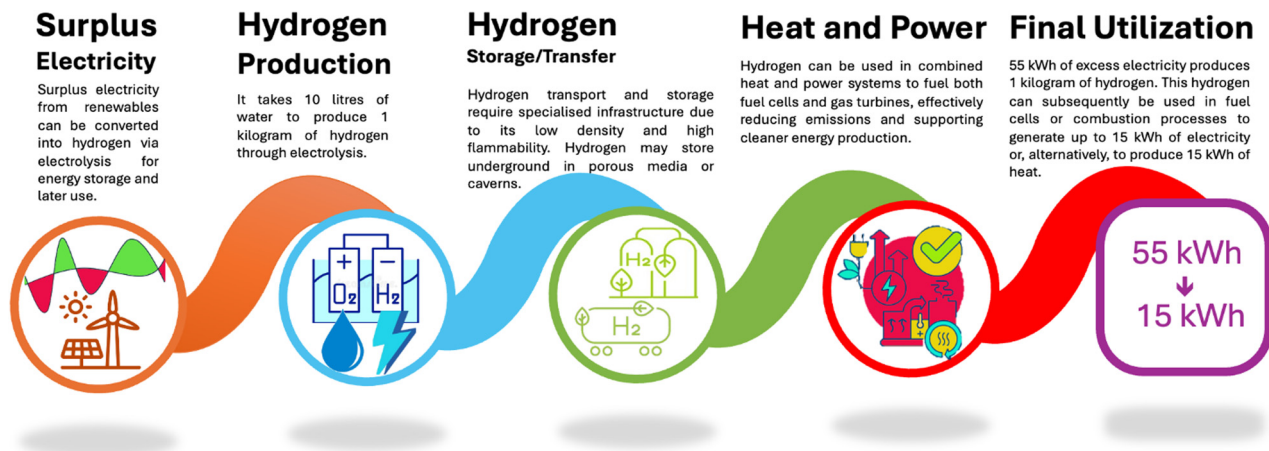 Surplus
Electricity
Surplus electricity
from renewables
can be converted
into hydrogen via
electrolysis for
energy storage and
later use.
Hydrogen
Production
It takes 10 litres of
water to produce 1
kilogram of hydrogen
through electrolysis.
Hydrogen
Storage/Transfer
Hydrogen transport and storage
require specialised infrastructure due
to its low density and high
flammability. Hydrogen may store
underground in porous media or
caverns.
Heat and Power
Hydrogen can be used in combined
heat and power systems to fuel both
fuel cells and gas turbines, effectively
reducing emissions and supporting
cleaner energy production.
Final Utilization
55 kWh of excess electricity produces
1 kilogram of hydrogen. This hydrogen
can subsequently be used in fuel
cells or combustion processes to
generate up to 15 kWh of electricity
or, alternatively, to produce 15 kWh of
heat.
+ −
O₂ H₂
H₂
H₂
55 kWh
15 kWh